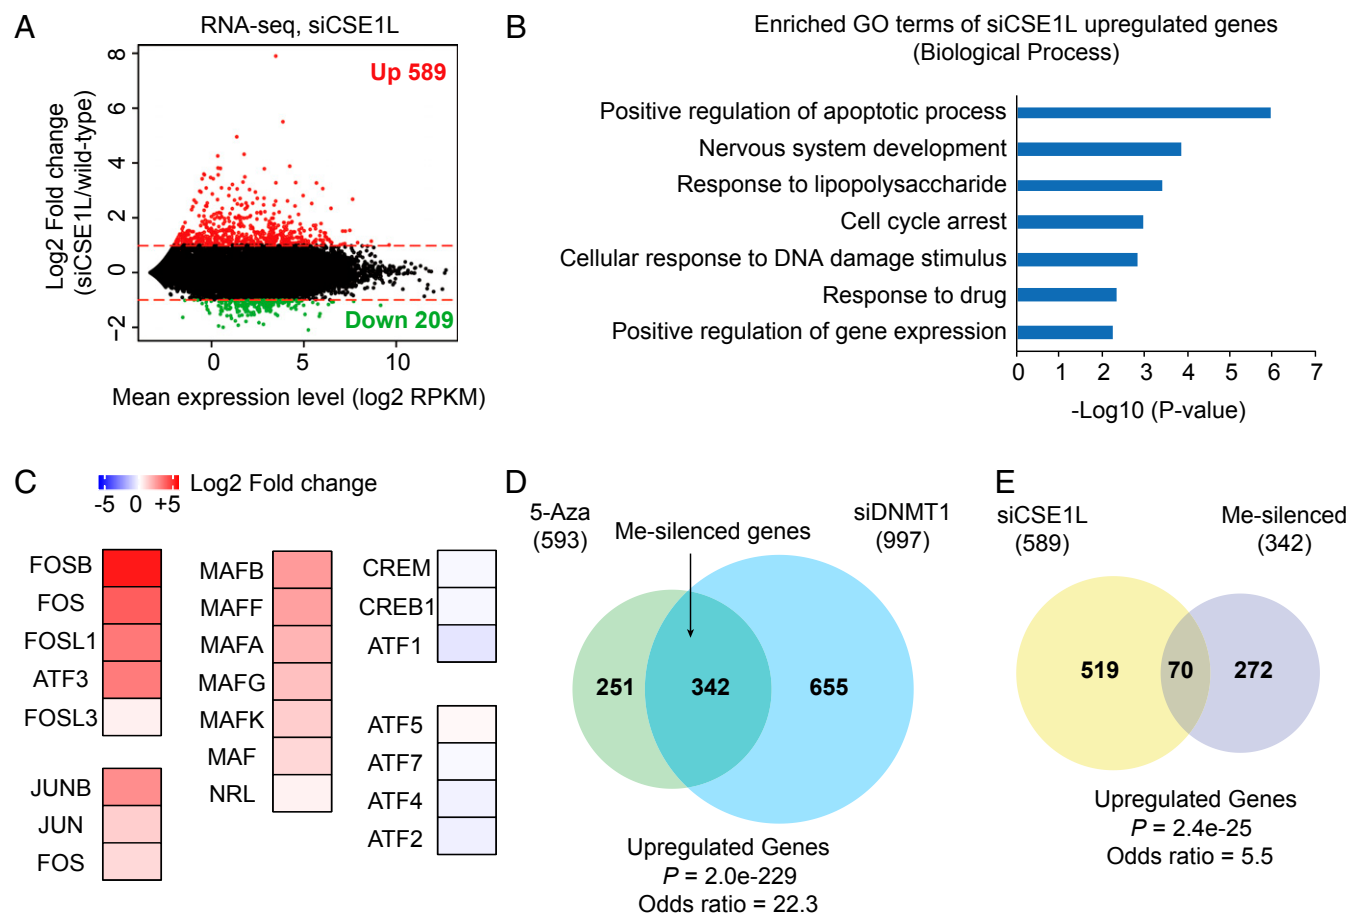 A
RNA-seq, siCSE1L
Log2 Fold change
(siCSE1L/wild-type)
8
6
4
2
0
−2
Up 589
Down 209
0
5
10
Mean expression level (log2 RPKM)
B
Enriched GO terms of siCSE1L upregulated genes
(Biological Process)
Positive regulation of apoptotic process
Nervous system development
Response to lipopolysaccharide
Cell cycle arrest
Cellular response to DNA damage stimulus
Response to drug
Positive regulation of gene expression
0 1 2 3 4 5 6 7
-Log10 (P-value)
C
-5 0 +5
Log2 Fold change
FOSB
FOS
FOSL1
ATF3
FOSL3
JUNB
JUN
FOS
MAFB
MAFF
MAFA
MAFG
MAFK
MAF
NRL
CREM
CREB1
ATF1
ATF5
ATF7
ATF4
ATF2
D
5-Aza
(593)
Me-silenced genes
siDNMT1
(997)
251
342
655
Upregulated Genes
P = 2.0e-229
Odds ratio = 22.3
E
siCSE1L
(589)
Me-silenced
(342)
519
70
272
Upregulated Genes
P = 2.4e-25
Odds ratio = 5.5